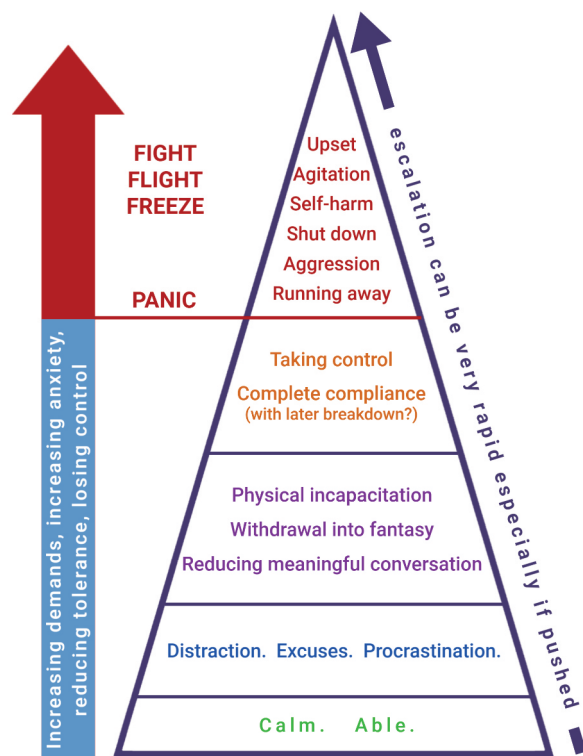 FIGHT
FLIGHT
FREEZE
PANIC
Increasing demands, increasing anxiety,
reducing tolerance, losing control
Upset
Agitation
Self-harm
Shut down
Aggression
Running away
Taking control
Complete compliance
(with later breakdown?)
Physical incapacitation
Withdrawal into fantasy
Reducing meaningful conversation
Distraction. Excuses. Procrastination.
Calm. Able.
escalation can be very rapid especially if pushed